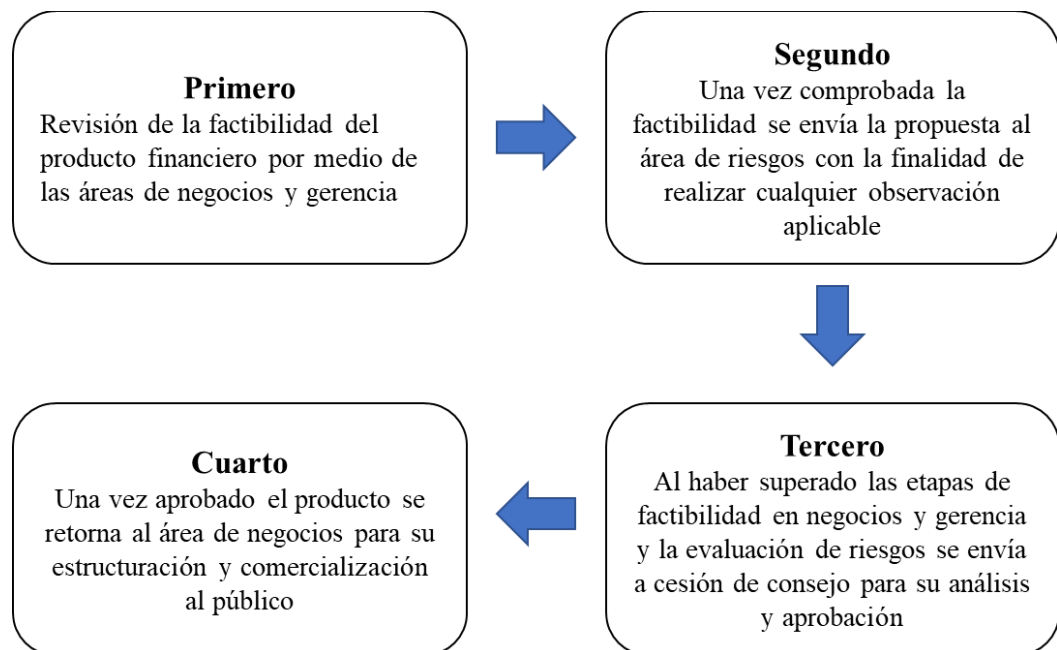 Primero
Revisión de la factibilidad del
producto financiero por medio de
las áreas de negocios y gerencia
Segundo
Una vez comprobada la
factibilidad se envía la propuesta al
área de riesgos con la finalidad de
realizar cualquier observación
aplicable
Tercero
Al haber superado las etapas de
factibilidad en negocios y gerencia
y la evaluación de riesgos se envía
a cesión de consejo para su análisis
y aprobación
Cuarto
Una vez aprobado el producto se
retorna al área de negocios para su
estructuración y comercialización
al público